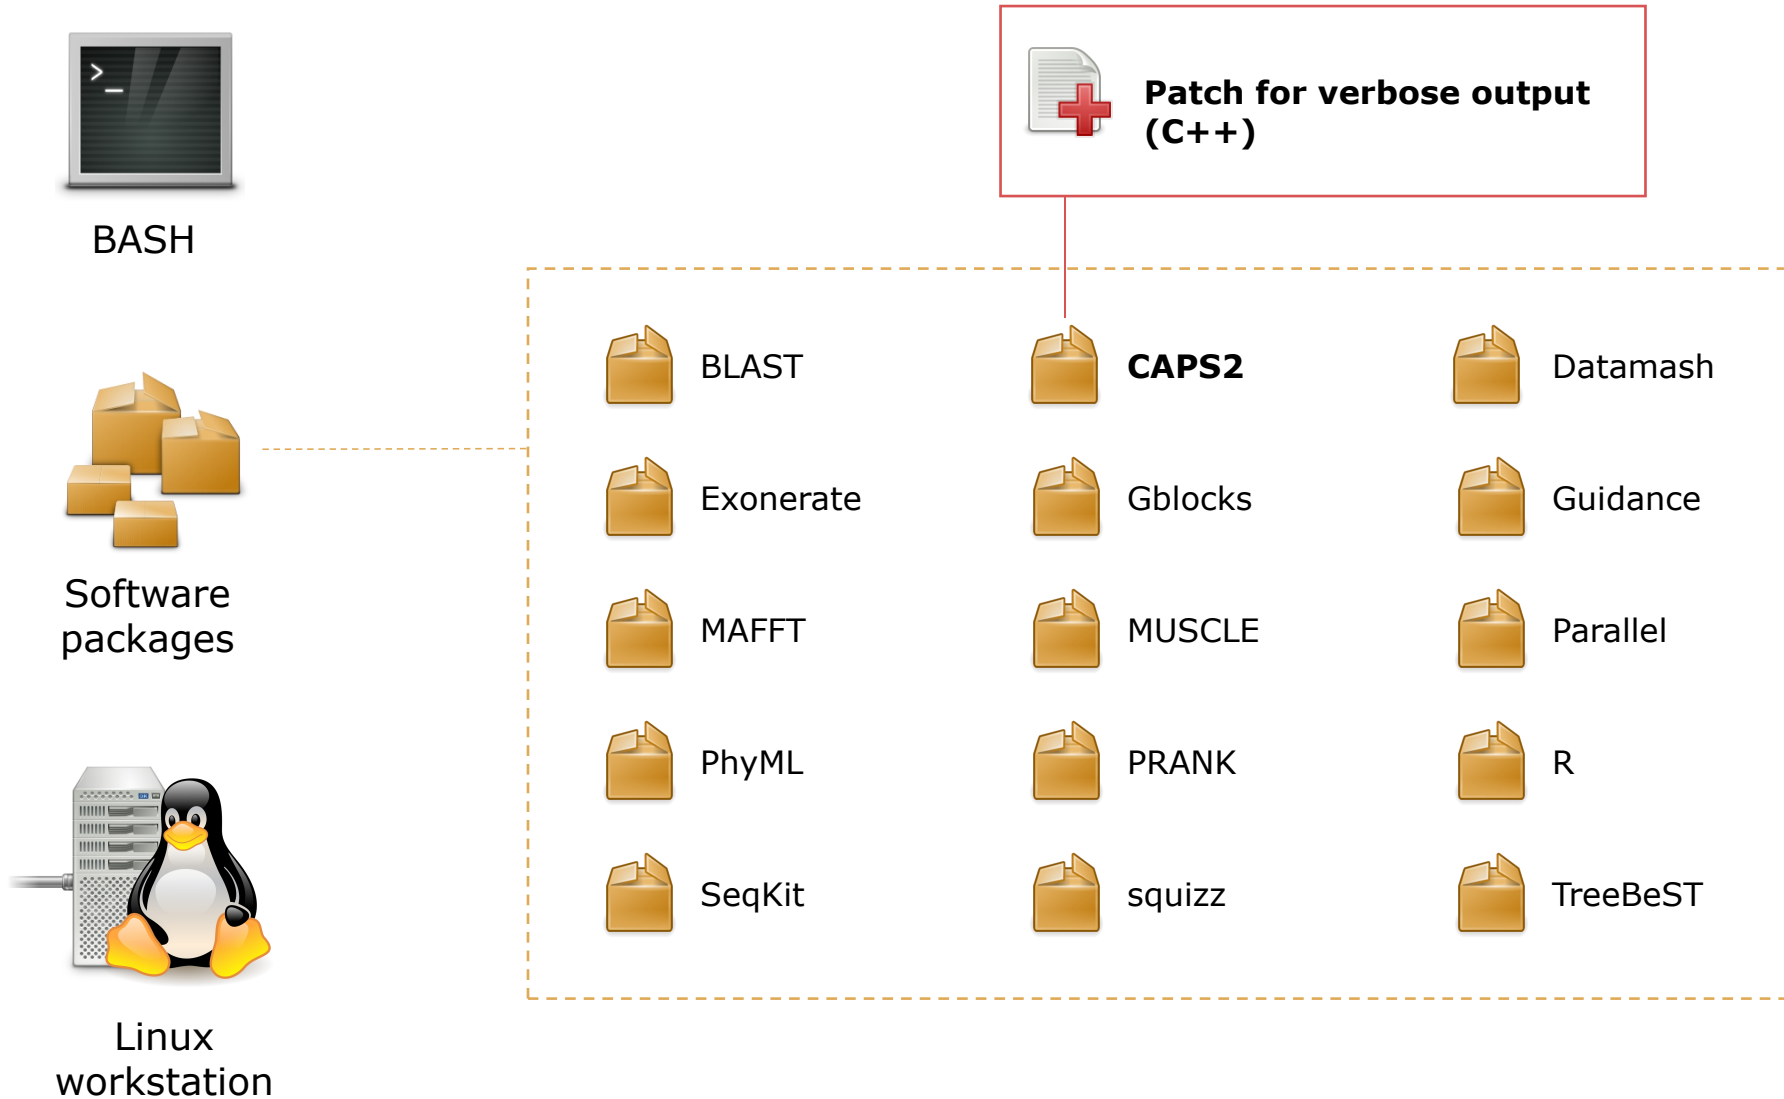 >_
Patch for verbose output
(C++)
BASH
BLAST
CAPS2
Datamash
Exonerate
Gblocks
Guidance
Software
packages
MAFFT
MUSCLE
Parallel
PhyML
PRANK
R
SeqKit
squizz
TreeBeST
Linux
workstation